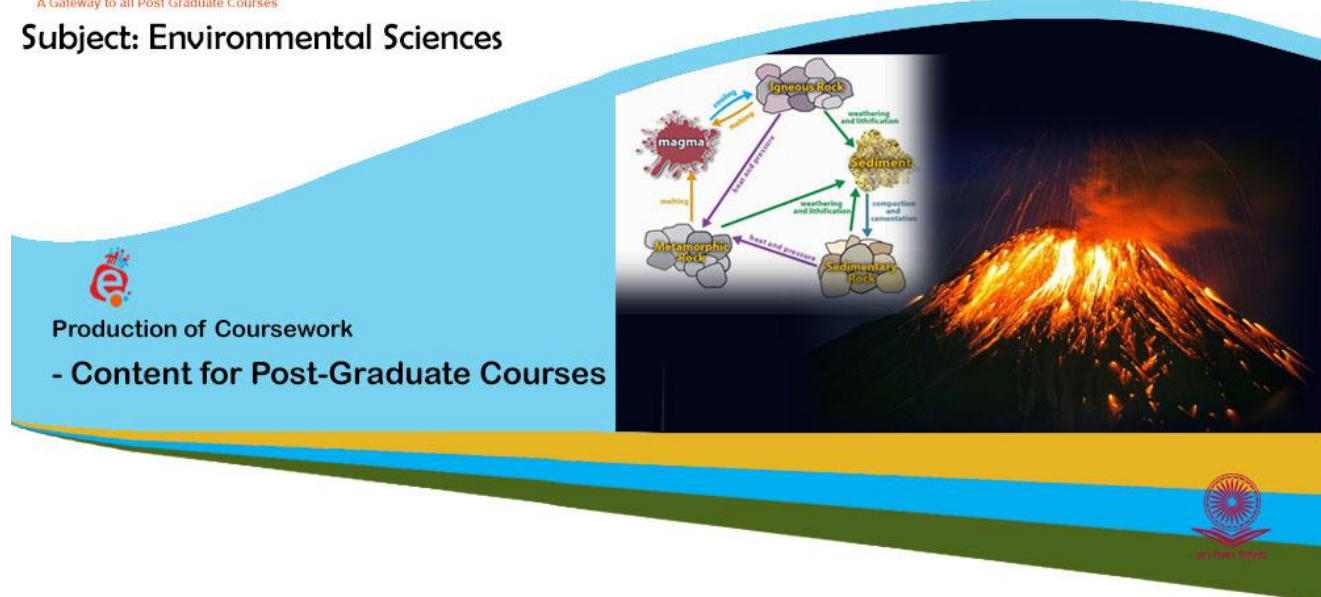 A Gateway to all Post Graduate Courses
Subject: Environmental Sciences
Igneous Rock
cooling
melting
weathering
and lithification
magma
heat and pressure
Sediment
melting
weathering
and lithification
compaction
and
cementation
Metamorphic
Rock
heat and pressure
Sedimentary
Rock
Production of Coursework
- Content for Post-Graduate Courses